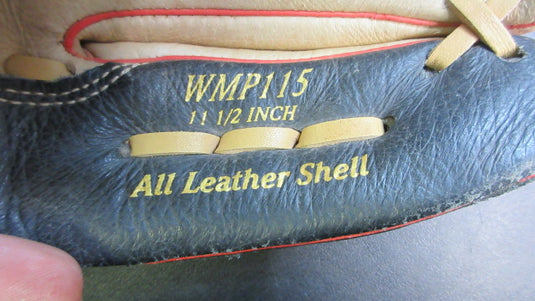 WMP115
11 1/2 INCH
All Leather Shell